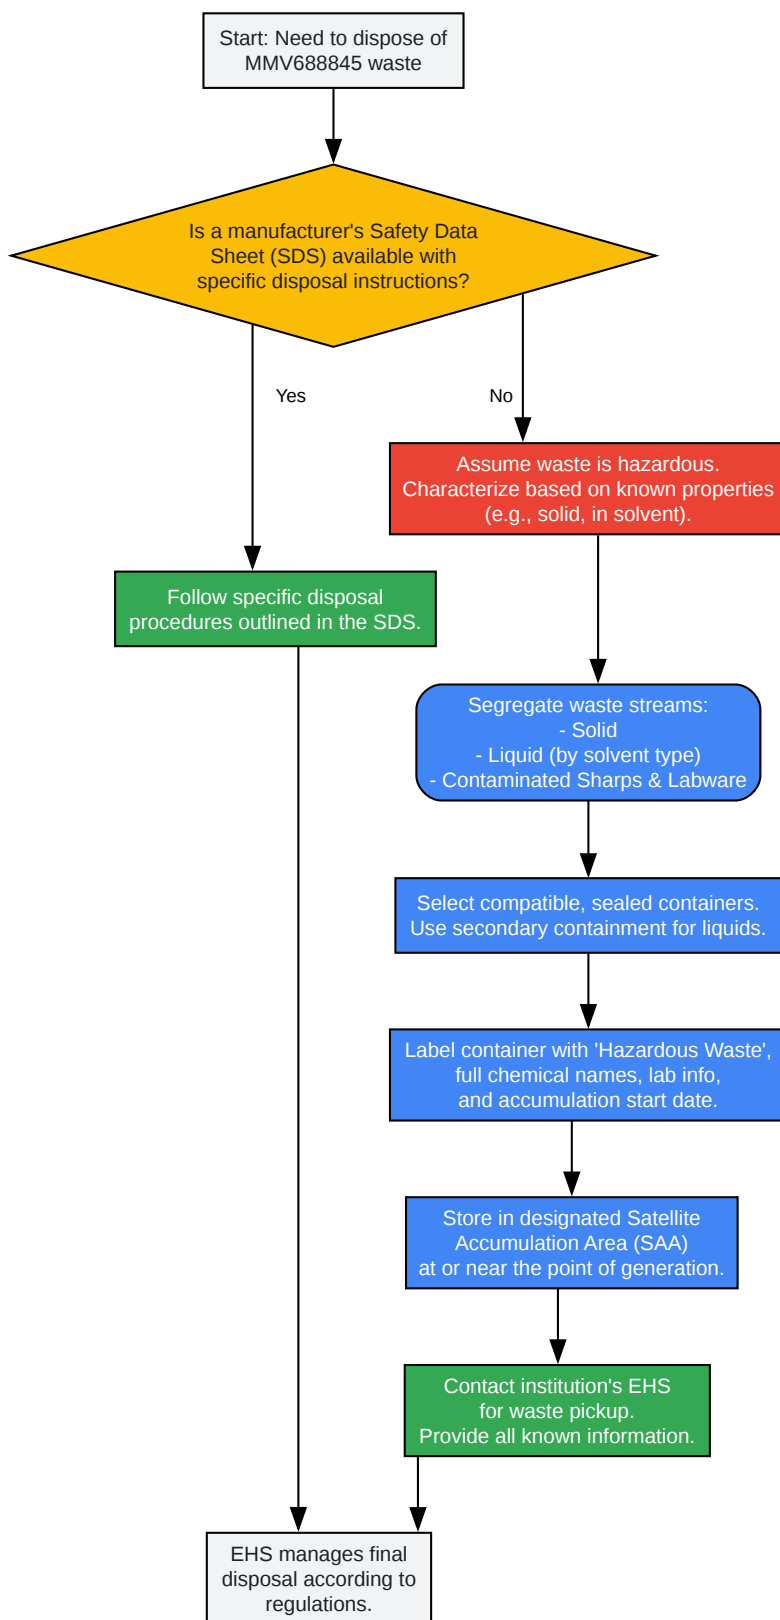 Start: Need to dispose of
MMV688845 waste
Is a manufacturer's Safety Data
Sheet (SDS) available with
specific disposal instructions?
Yes
No
Assume waste is hazardous.
Characterize based on known properties
(e.g., solid, in solvent).
Follow specific disposal
procedures outlined in the SDS.
Segregate waste streams:
- Solid
- Liquid (by solvent type)
- Contaminated Sharps & Labware
Select compatible, sealed containers.
Use secondary containment for liquids.
Label container with 'Hazardous Waste',
full chemical names, lab info,
and accumulation start date.
Store in designated Satellite
Accumulation Area (SAA)
at or near the point of generation.
Contact institution's EHS
for waste pickup.
Provide all known information.
EHS manages final
disposal according to
regulations.